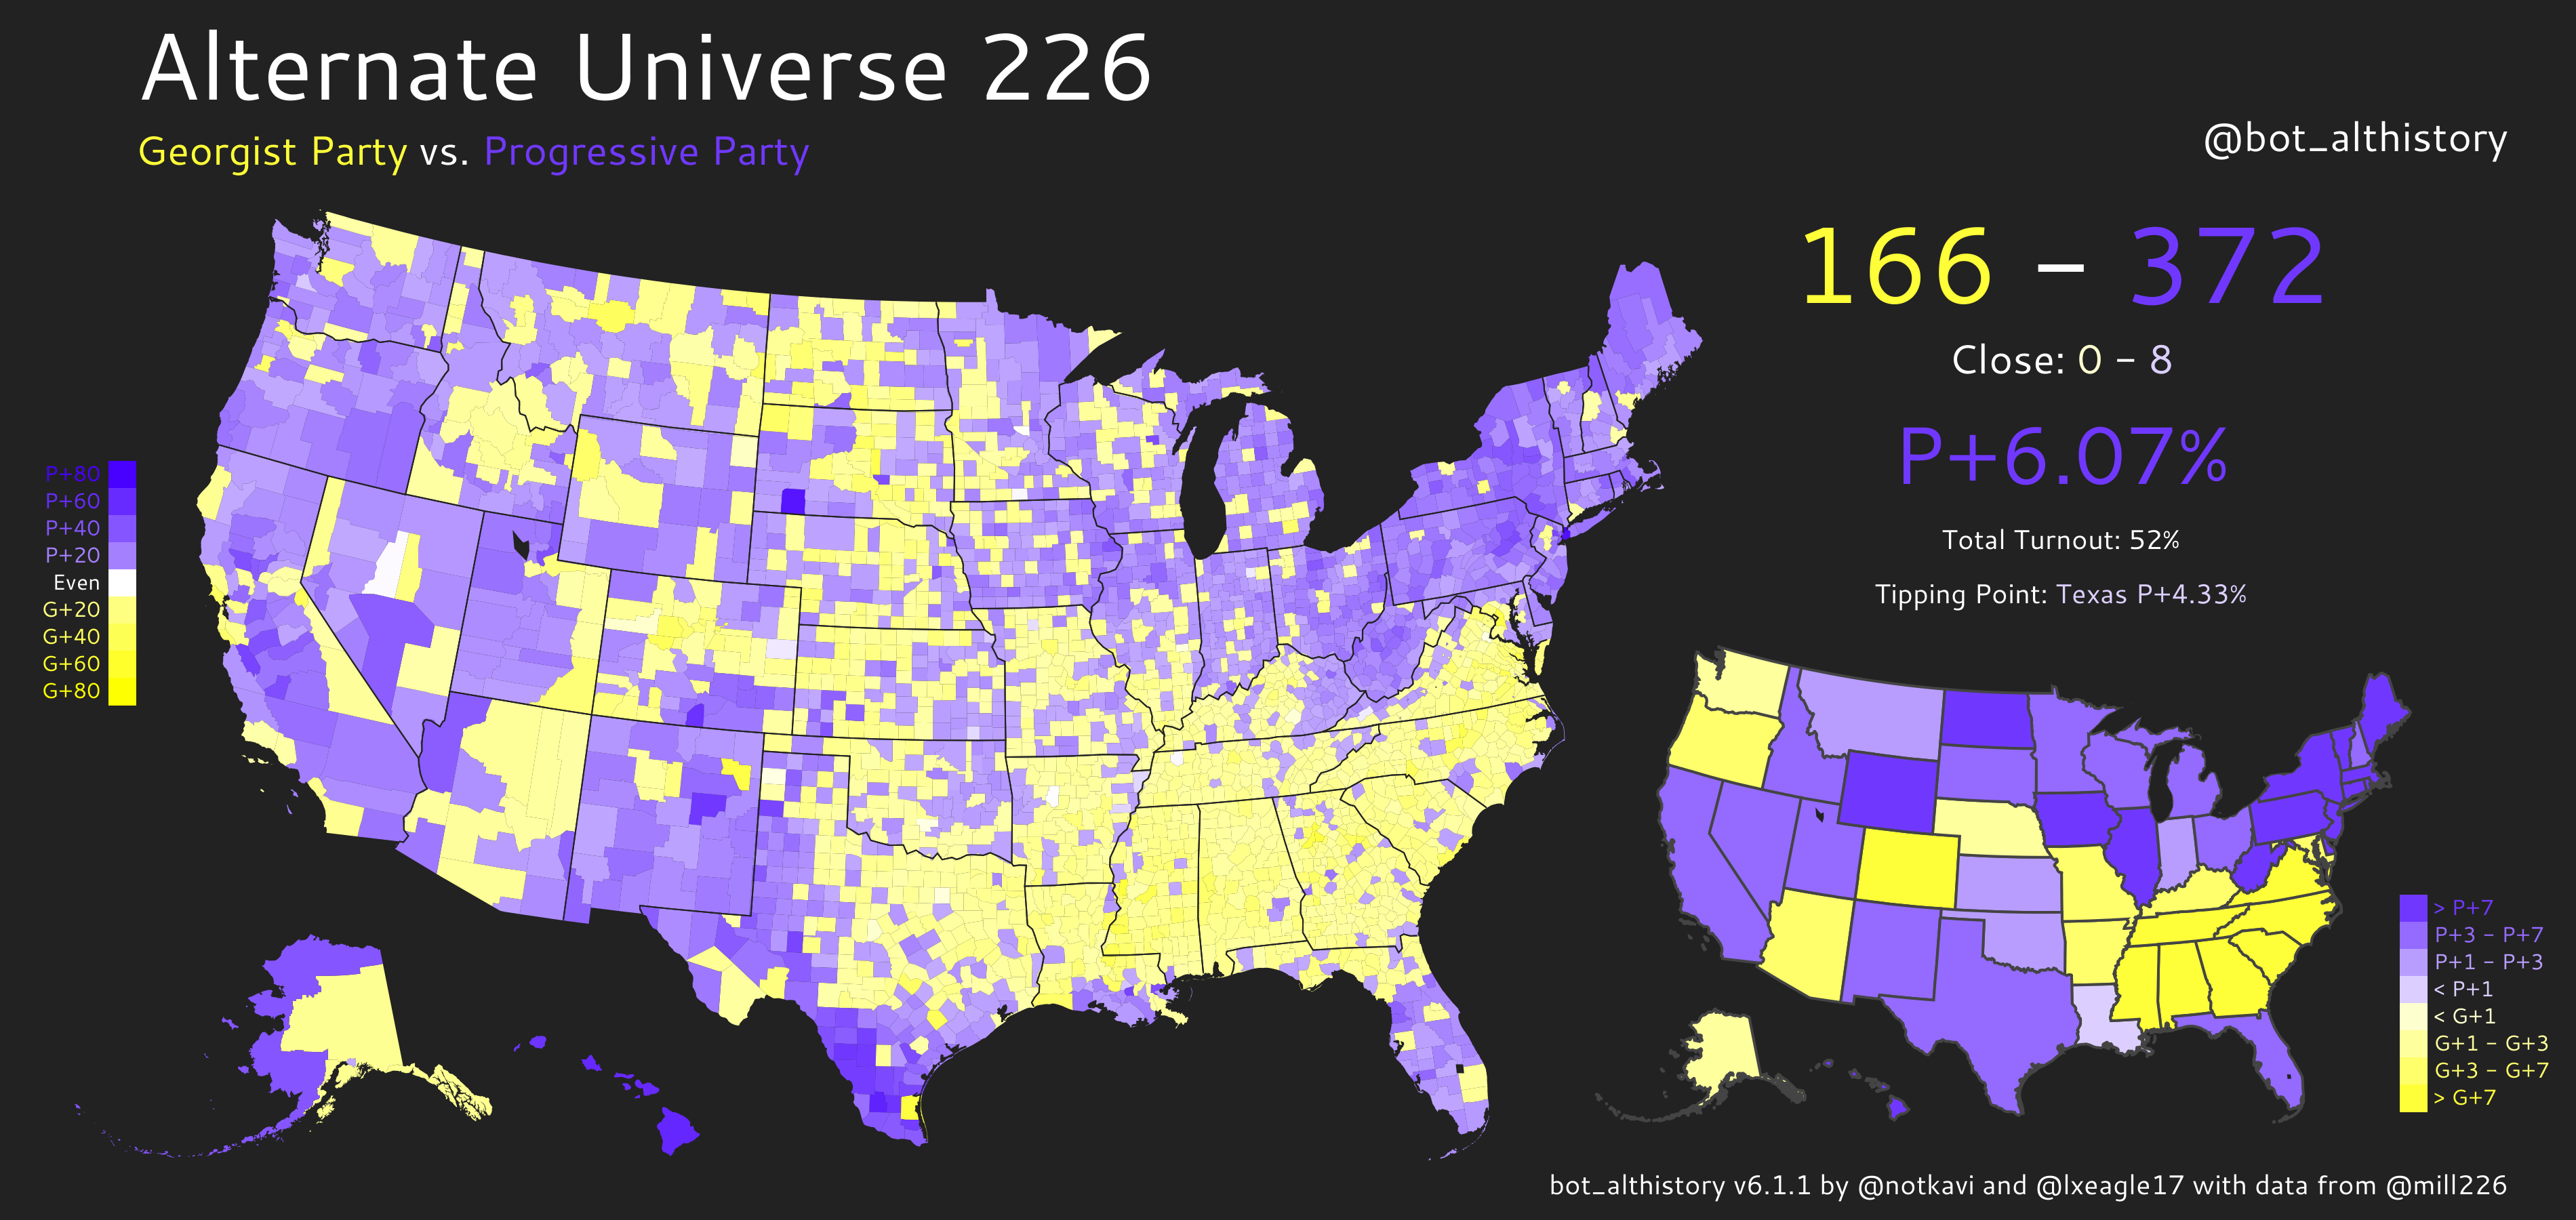 Alternate Universe 226
Georgist Party vs. Progressive Party
@bot_althistory
166 – 372
Close: 0 – 8
P+6.07%
Total Turnout: 52%
Tipping Point: Texas P+4.33%
P+80
P+60
P+40
P+20
Even
G+20
G+40
G+60
G+80
> P+7
P+3 – P+7
P+1 – P+3
< P+1
< G+1
G+1 – G+3
G+3 – G+7
> G+7
bot_althistory v6.1.1 by @notkavi and @lxeagle17 with data from @mill226